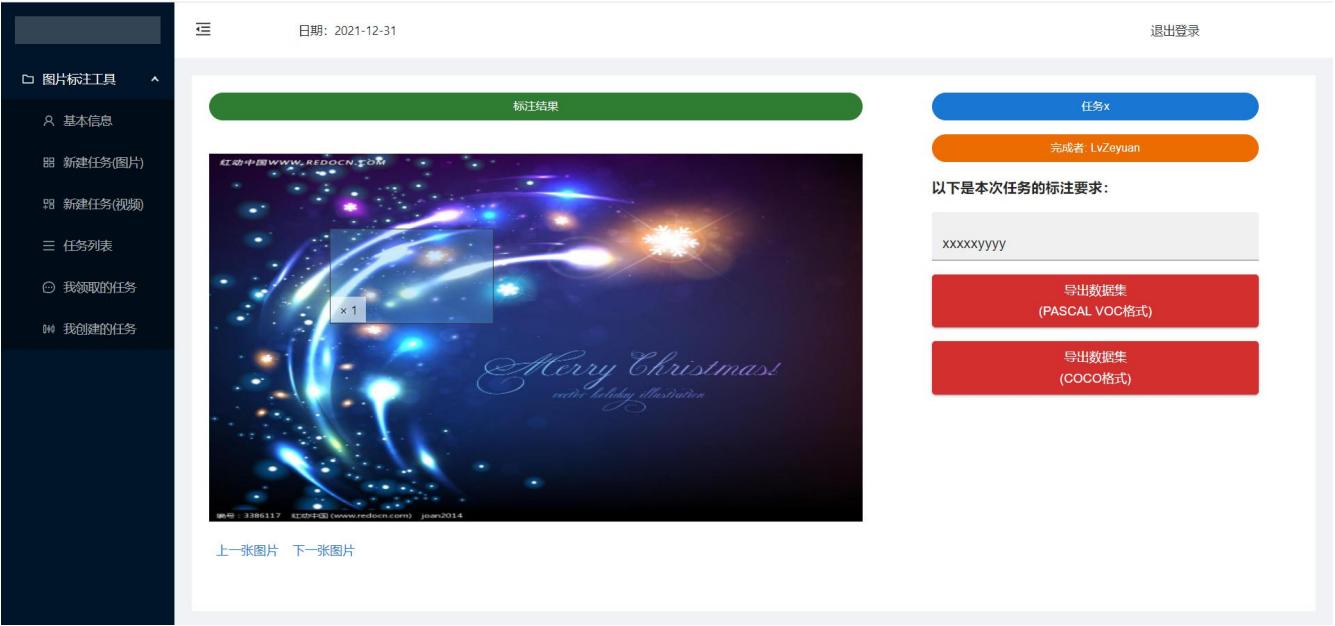 日期：2021-12-31
退出登录
图片标注工具
基本信息
新建任务(图片)
新建任务(视频)
任务列表
我领取的任务
我创建的任务
标注结果
红动中国WWW.REDOCN.COM
× 1
Merry Christmas!
vector holiday illustration
编号：3386117 红动中国 (www.redocn.com) joan2014
上一张图片 下一张图片
任务x
完成者: LvZeyuan
以下是本次任务的标注要求：
xxxxxyyyy
导出数据集
(PASCAL VOC格式)
导出数据集
(COCO格式)